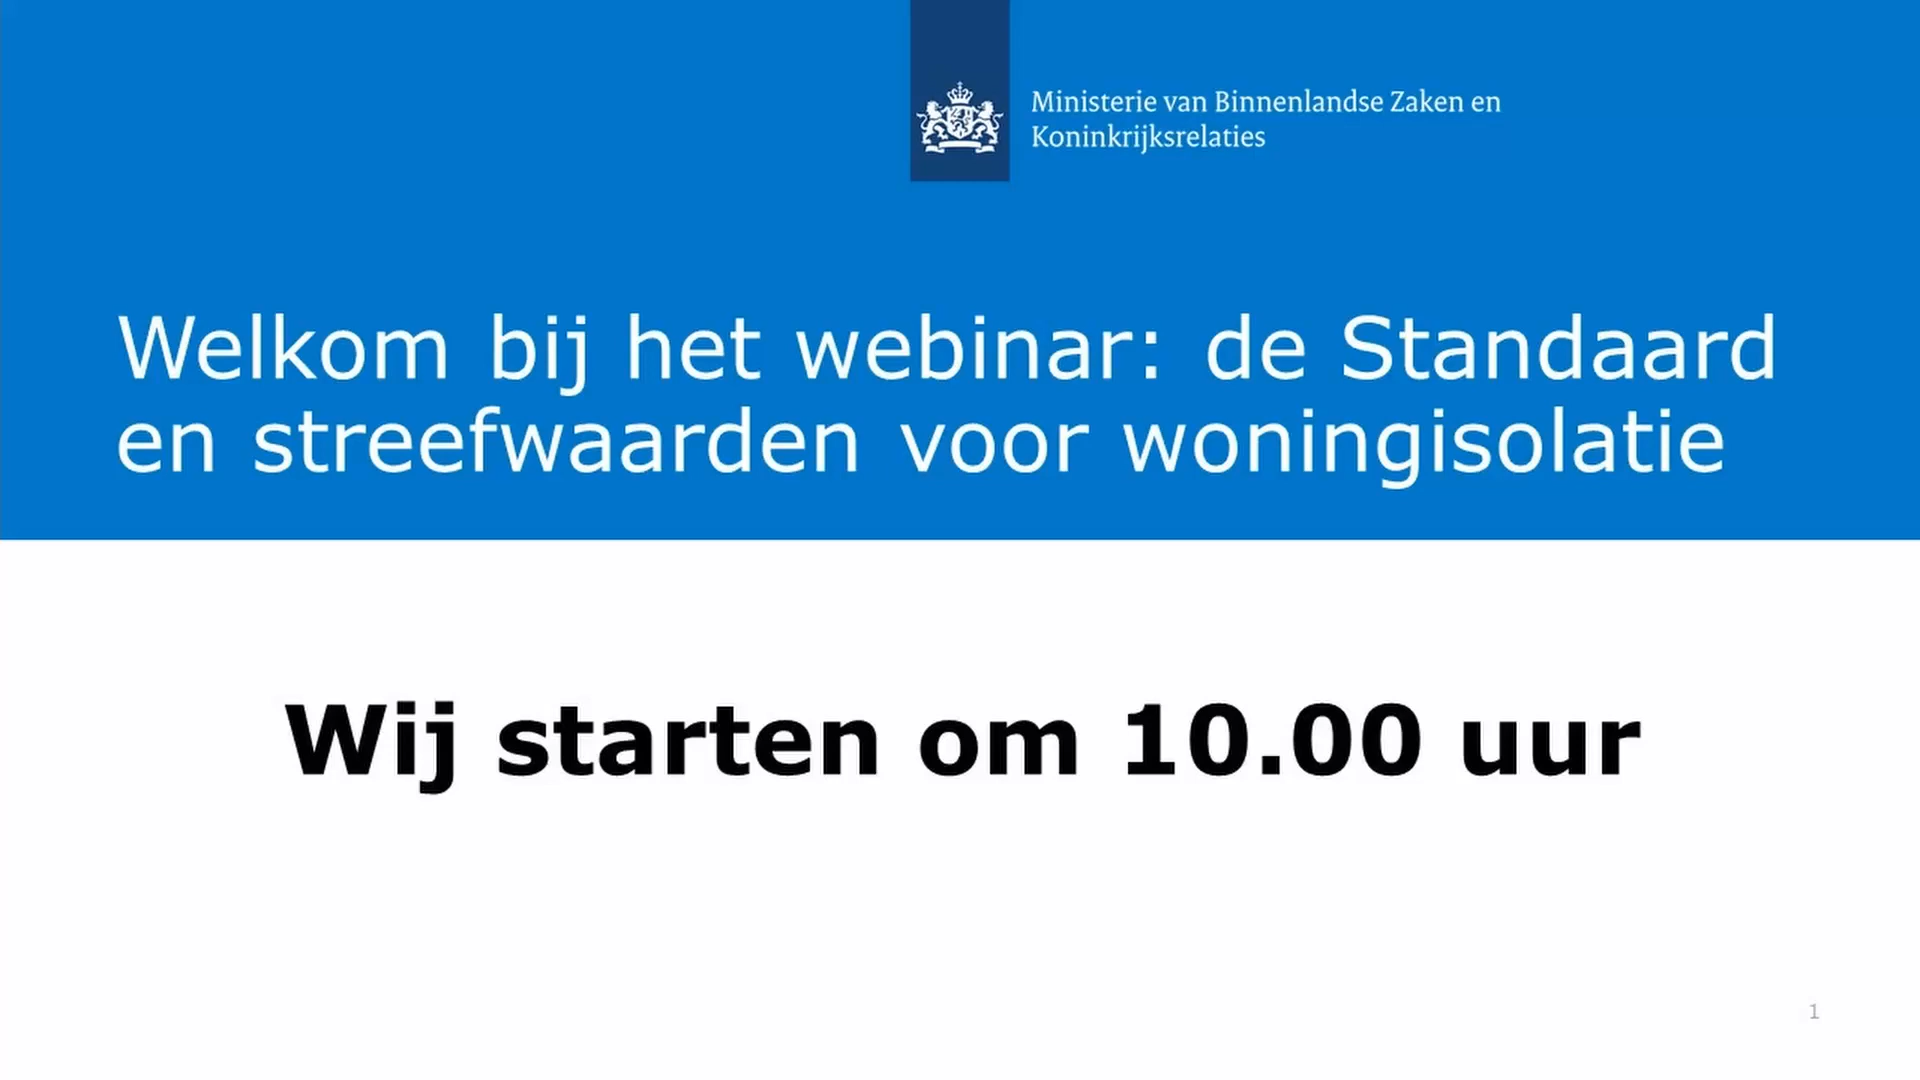 Ministerie van Binnenlandse Zaken en
Koninkrijksrelaties
Welkom bij het webinar: de Standaard
en streefwaarden voor woningisolatie
Wij starten om 10.00 uur
1